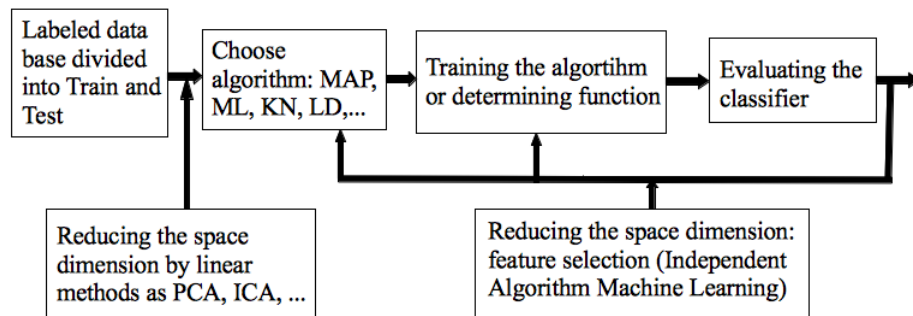 Labeled data
base divided
into Train and
Test
Choose
algorithm: MAP,
ML, KN, LD,...
Training the algortihm
or determining function
Evaluating the
classifier
Reducing the space
dimension by linear
methods as PCA, ICA, ...
Reducing the space dimension:
feature selection (Independent
Algorithm Machine Learning)